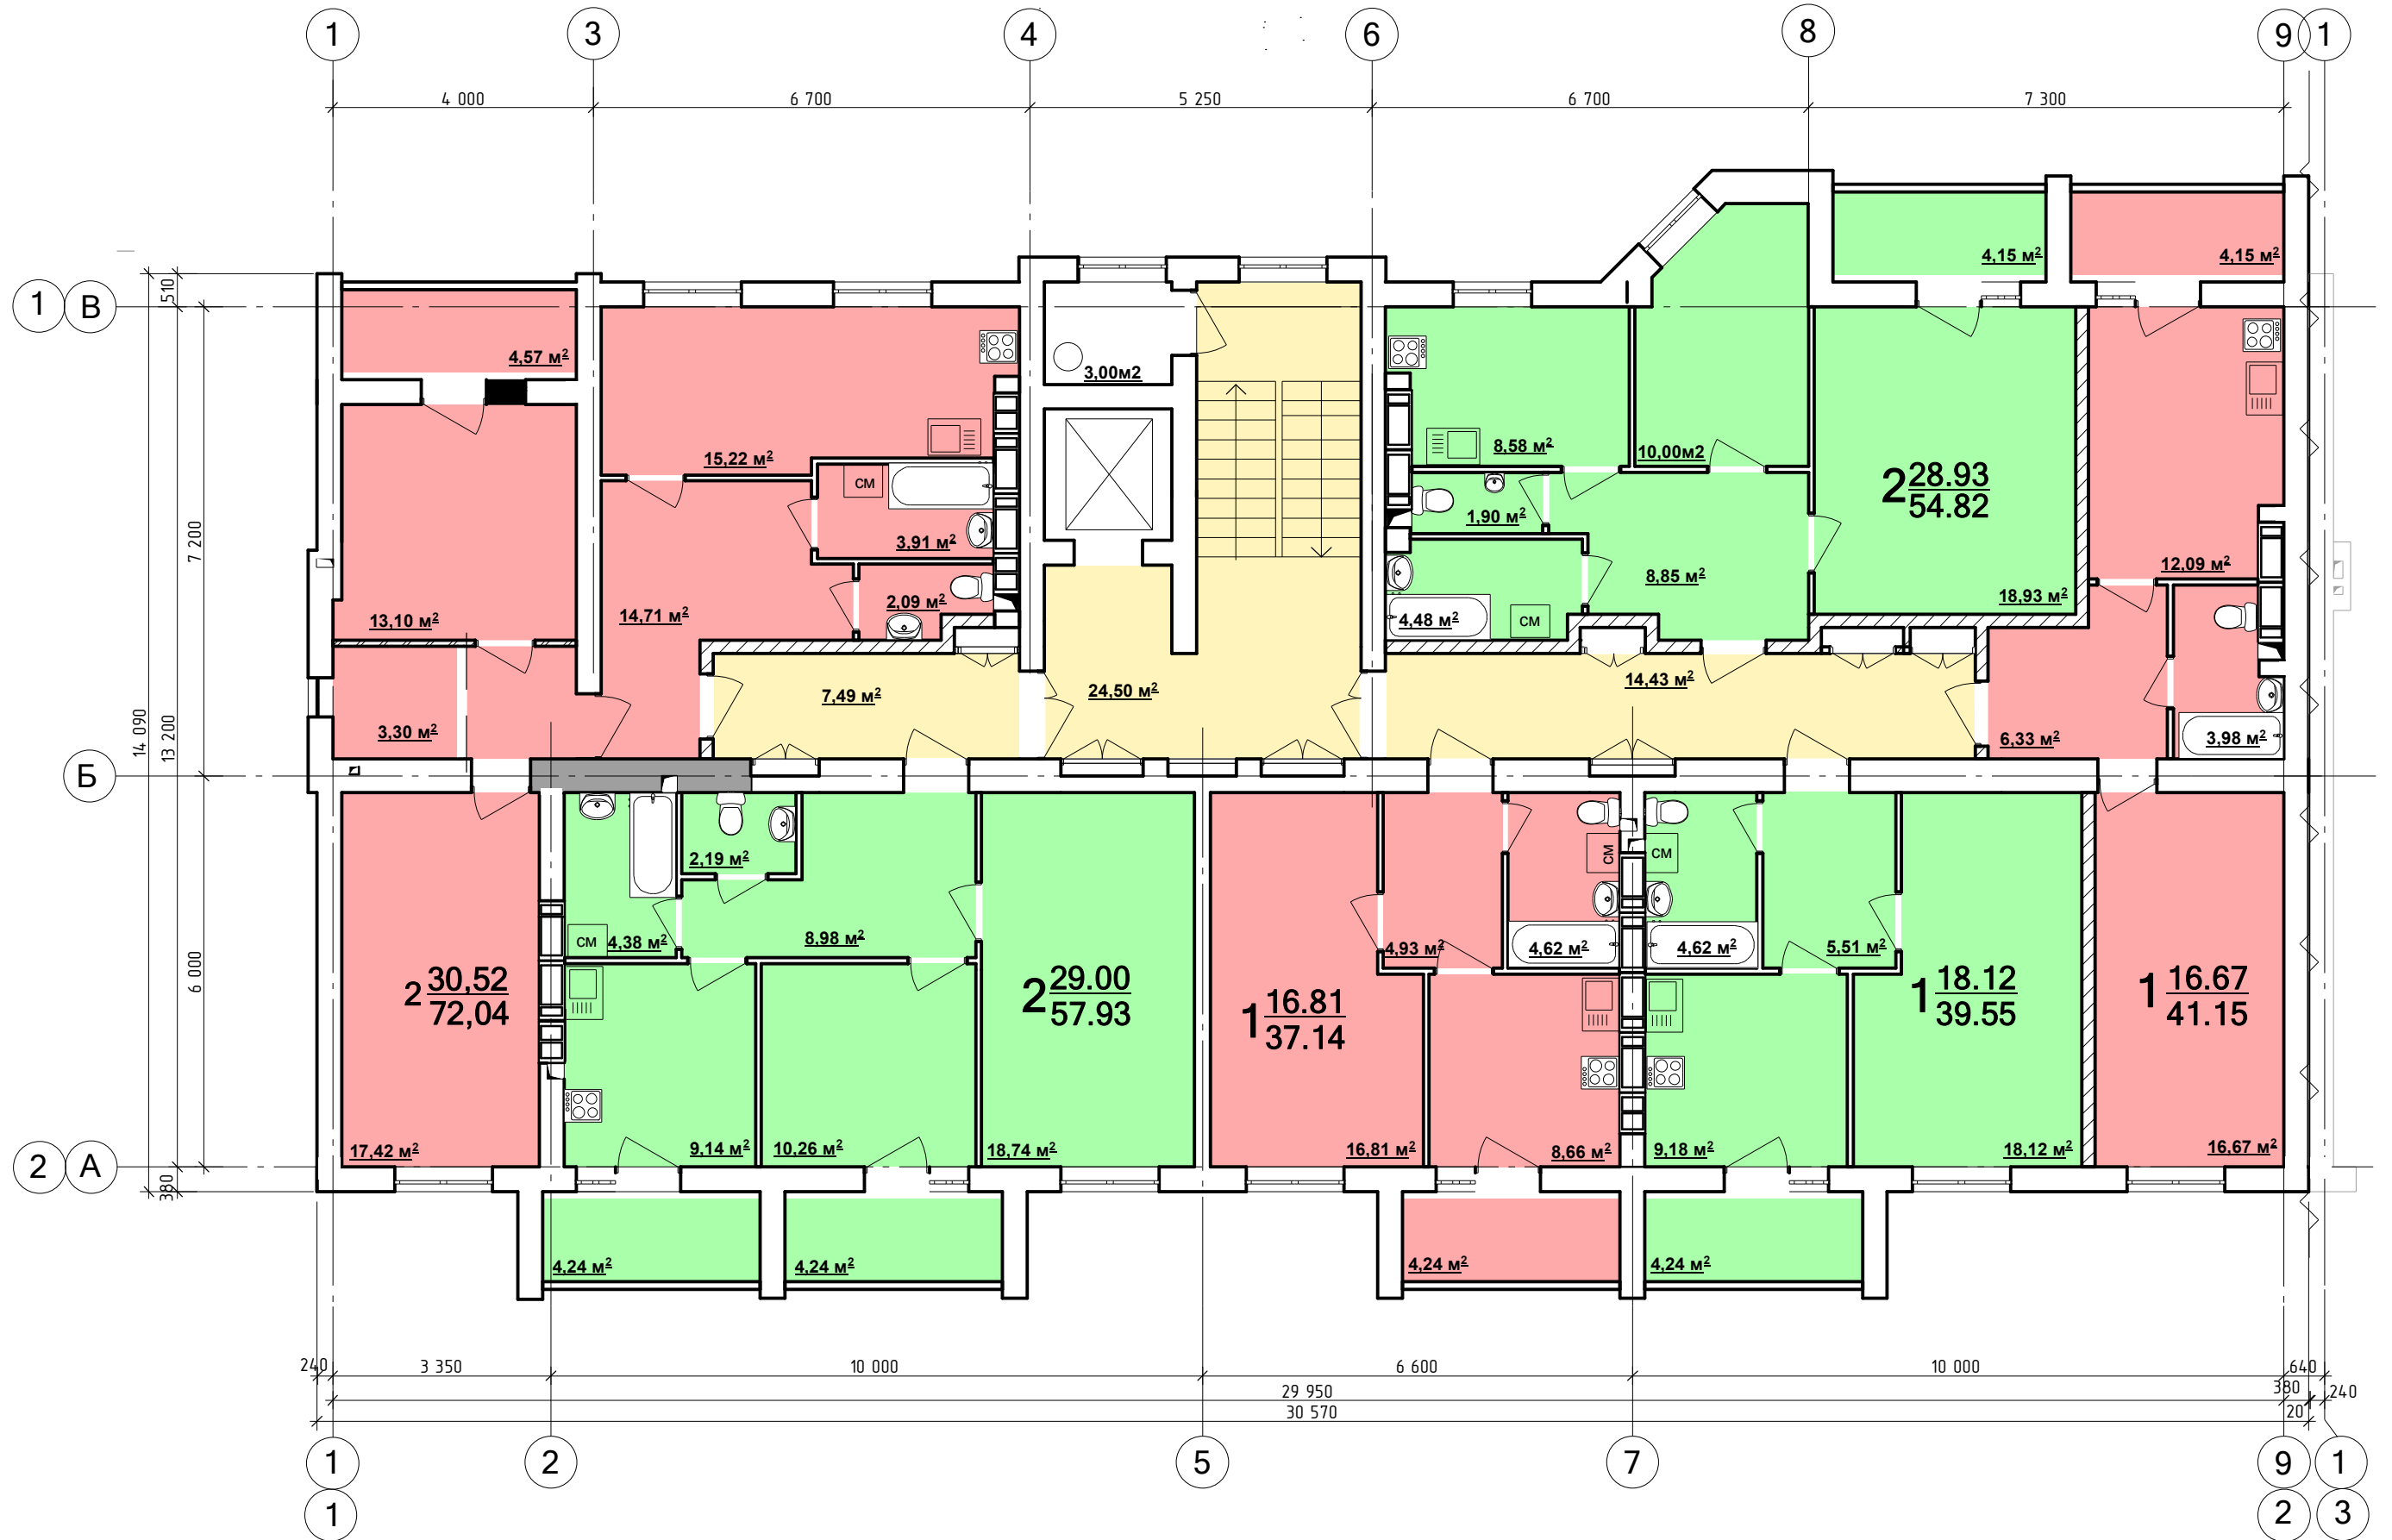 1 3 4 6 8 9 1
4 000 6 700 5 250 6 700 7 300
510
4,15 м² 4,15 м²
1 В
4,57 м²
3,00м2
15,22 м² 8,58 м² 10,00м2
2 28.93
54.82
СМ
3,91 м² 1,90 м²
7 200
12,09 м²
8,85 м²
2,09 м² 18,93 м²
13,10 м² 14,71 м² 4,48 м² СМ
14 090
13 200
7,49 м² 24,50 м² 14,43 м²
3,30 м² 6,33 м² 3,98 м²
Б
2,19 м² СМ СМ
СМ 4,38 м² 8,98 м² 4,93 м² 4,62 м² 4,62 м² 5,51 м²
6 000
2 30,52
72,04
2 29.00
57.93
1 16.81
37.14
1 18.12
39.55
1 16.67
41.15
17,42 м² 9,14 м² 10,26 м² 18,74 м² 16,81 м² 8,66 м² 9,18 м² 18,12 м² 16,67 м²
2 А
380
4,24 м² 4,24 м² 4,24 м² 4,24 м²
240 3 350 10 000 6 600 10 000 640
29 950 380 240
30 570 20
1 2 5 7 9 1
1 2 3